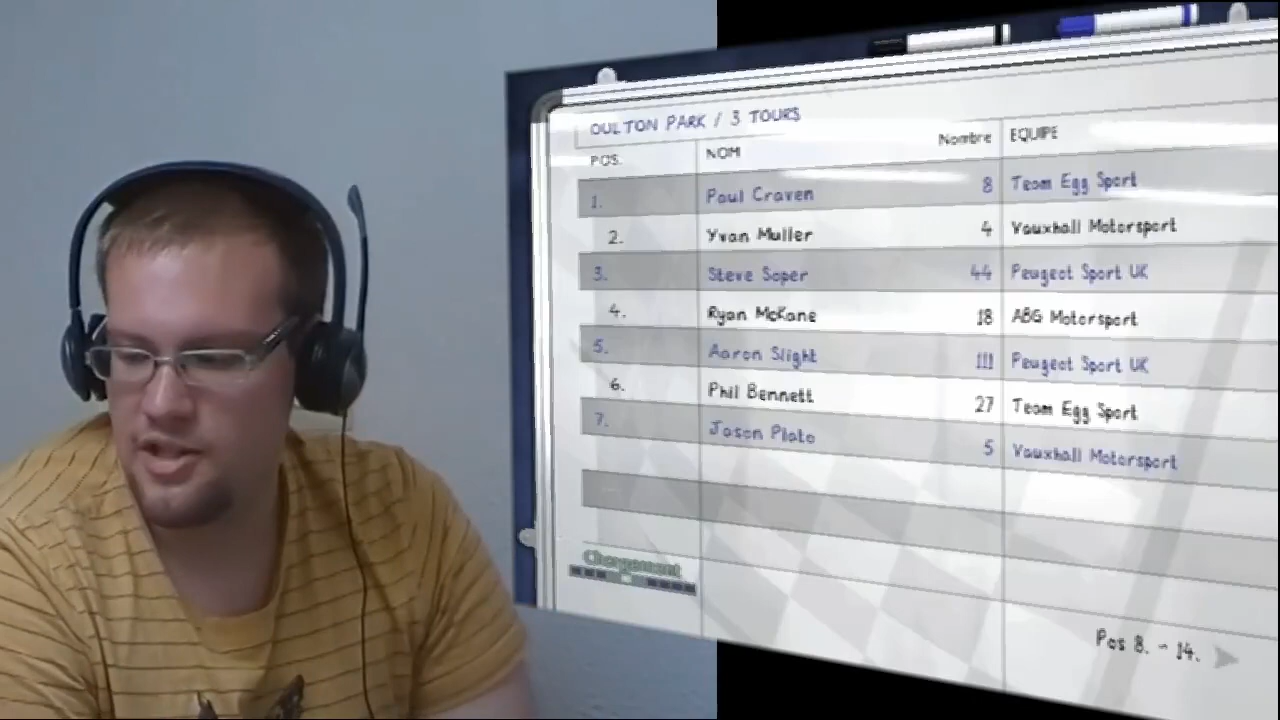 OULTON PARK / 3 TOURS
POS. NOM Nombre EQUIPE
1. Paul Craven 8 Team Egg Sport
2. Yvan Muller 4 Vauxhall Motorsport
3. Steve Soper 44 Peugeot Sport UK
4. Ryan McKane 18 ABG Motorsport
5. Aaron Slight 111 Peugeot Sport UK
6. Phil Bennett 27 Team Egg Sport
7. Jason Plato 5 Vauxhall Motorsport
Chargement
Pos 8. - 14.